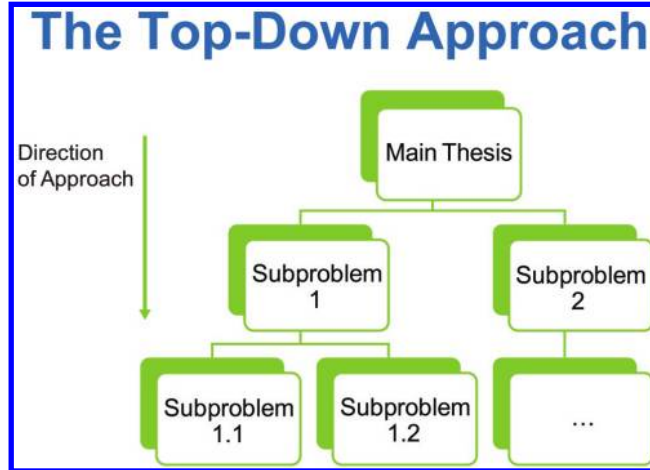 The Top-Down Approach
Direction
of Approach
Main Thesis
Subproblem
1
Subproblem
2
Subproblem
1.1
Subproblem
1.2
...